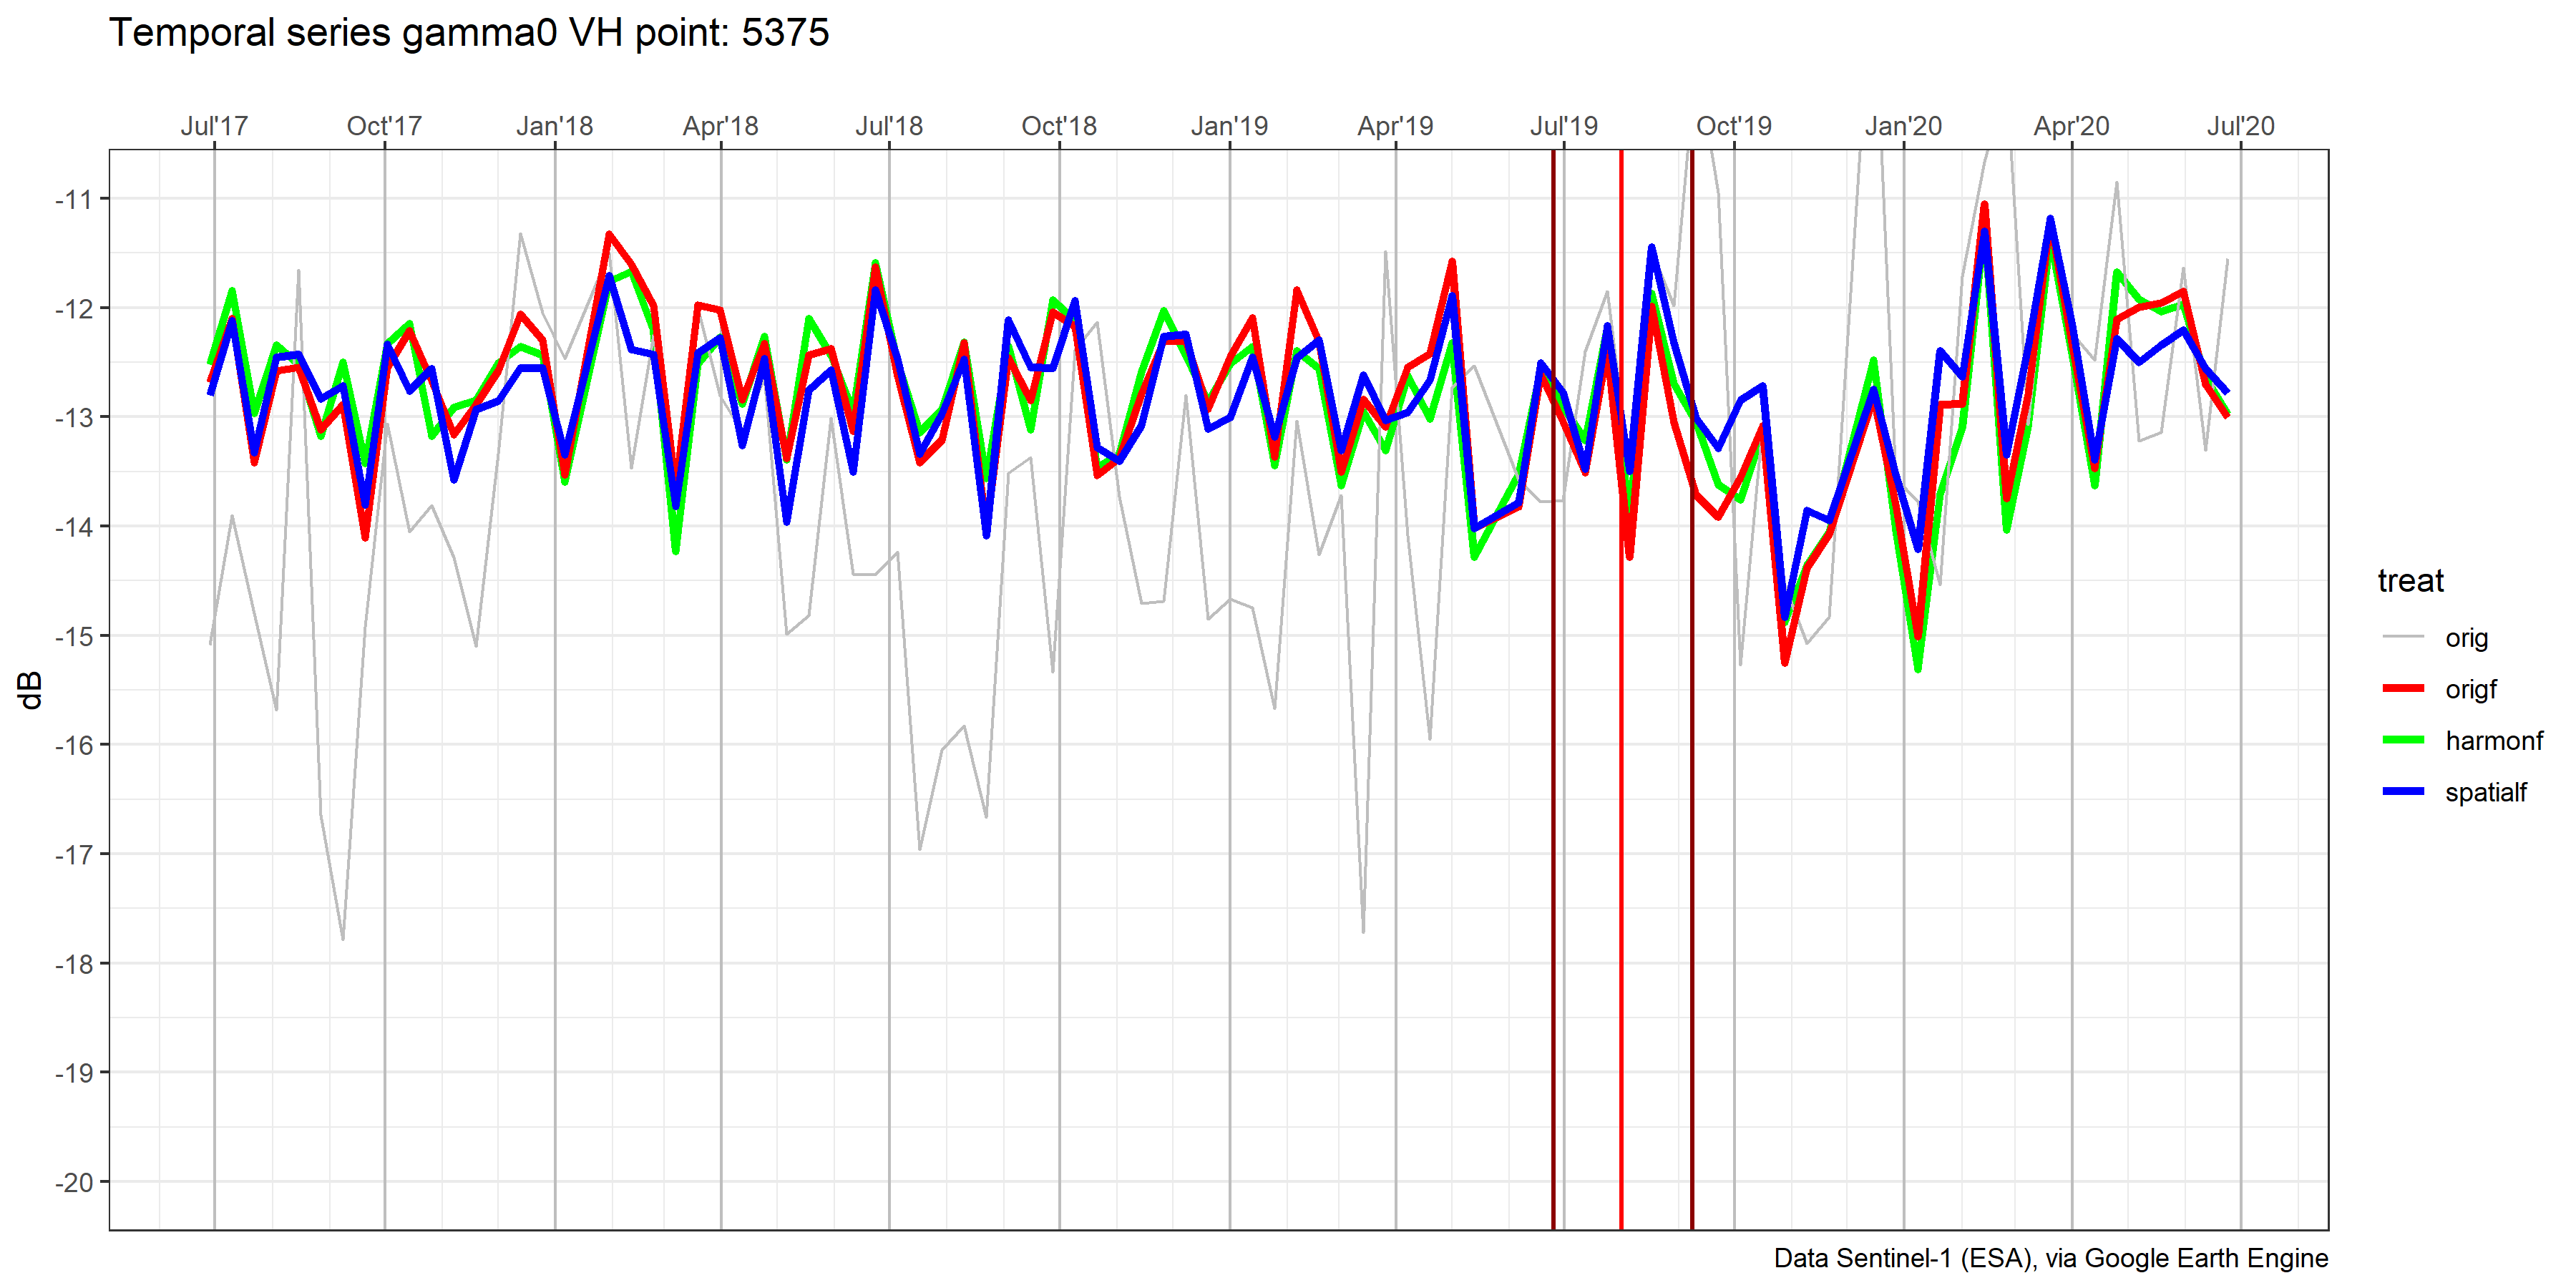 Temporal series gamma0 VH point: 5375
Jul'17 Oct'17 Jan'18 Apr'18 Jul'18 Oct'18 Jan'19 Apr'19 Jul'19 Oct'19 Jan'20 Apr'20 Jul'20
-11
-12
-13
-14
-15
-16
-17
-18
-19
-20
dB
treat
orig
origf
harmonf
spatialf
Data Sentinel-1 (ESA), via Google Earth Engine